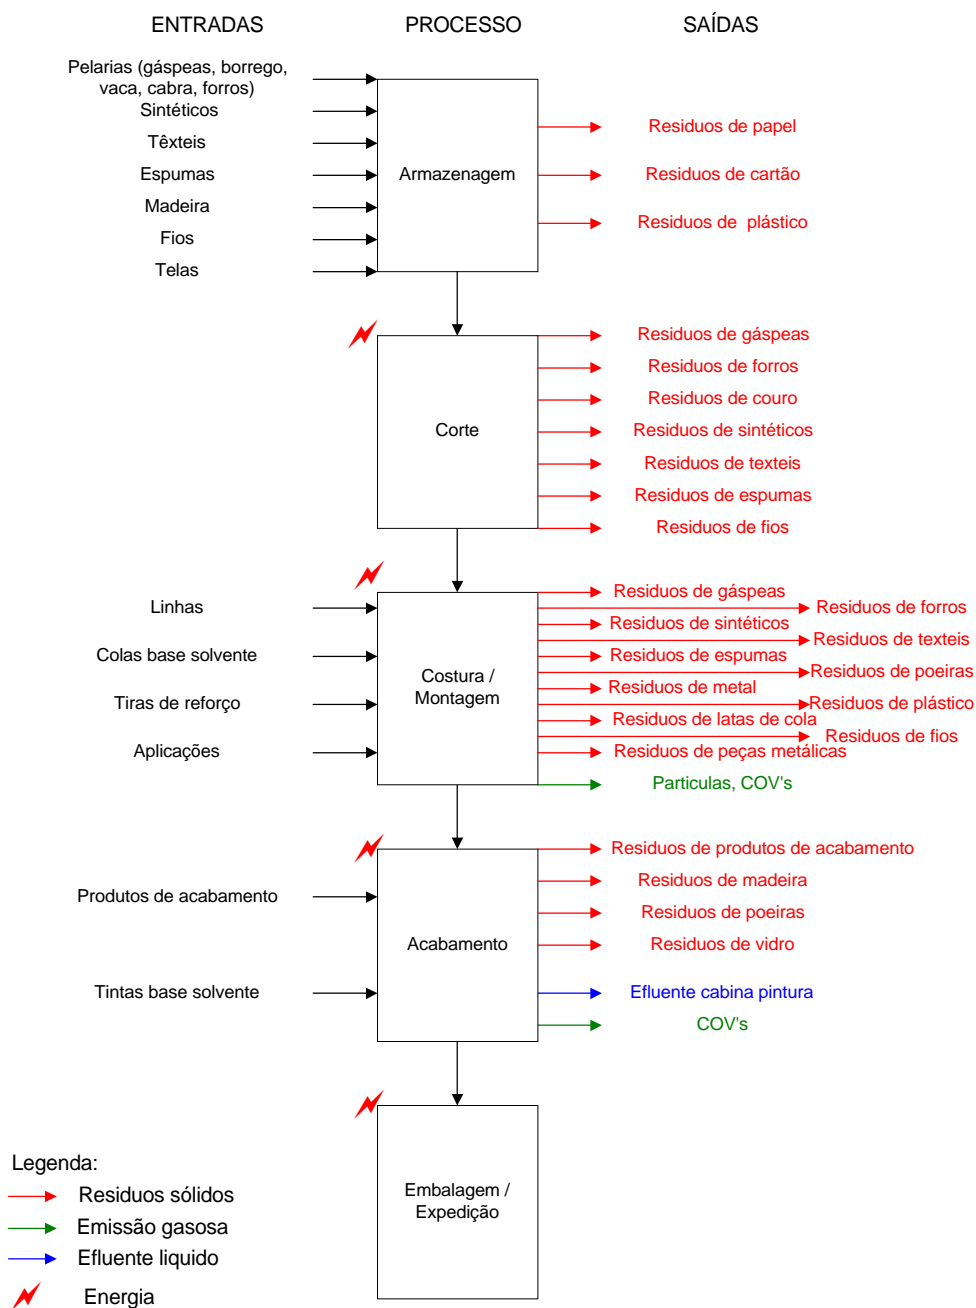 ENTRADAS
PROCESSO
SAÍDAS
Pelarias (gáspeas, borrego,
vaca, cabra, forros)
Sintéticos
Têxteis
Espumas
Madeira
Fios
Telas
Armazenagem
Residuos de papel
Residuos de cartão
Residuos de plástico
Corte
Residuos de gáspeas
Residuos de forros
Residuos de couro
Residuos de sintéticos
Residuos de texteis
Residuos de espumas
Residuos de fios
Linhas
Colas base solvente
Tiras de reforço
Aplicações
Costura /
Montagem
Residuos de gáspeas
Residuos de forros
Residuos de sintéticos
Residuos de texteis
Residuos de espumas
Residuos de poeiras
Residuos de metal
Residuos de plástico
Residuos de latas de cola
Residuos de fios
Residuos de peças metálicas
Particulas, COV's
Produtos de acabamento
Tintas base solvente
Acabamento
Residuos de produtos de acabamento
Residuos de madeira
Residuos de poeiras
Residuos de vidro
Efluente cabina pintura
COV's
Embalagem /
Expedição
Legenda:
Residuos sólidos
Emissão gasosa
Efluente liquido
Energia